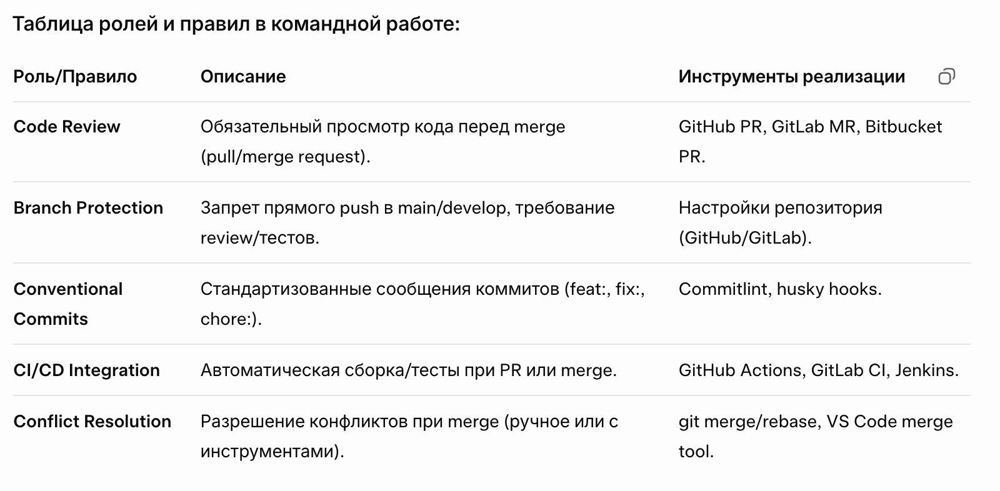 Таблица ролей и правил в командной работе:
Роль/Правило Описание Инструменты реализации
Code Review Обязательный просмотр кода перед merge GitHub PR, GitLab MR, Bitbucket
(pull/merge request). PR.
Branch Protection Запрет прямого push в main/develop, требование Настройки репозитория
review/тестов. (GitHub/GitLab).
Conventional Стандартизованные сообщения коммитов (feat:, fix:, Commitlint, husky hooks.
Commits chore:).
CI/CD Integration Автоматическая сборка/тесты при PR или merge. GitHub Actions, GitLab CI, Jenkins.
Conflict Resolution Разрешение конфликтов при merge (ручное или с git merge/rebase, VS Code merge
инструментами). tool.